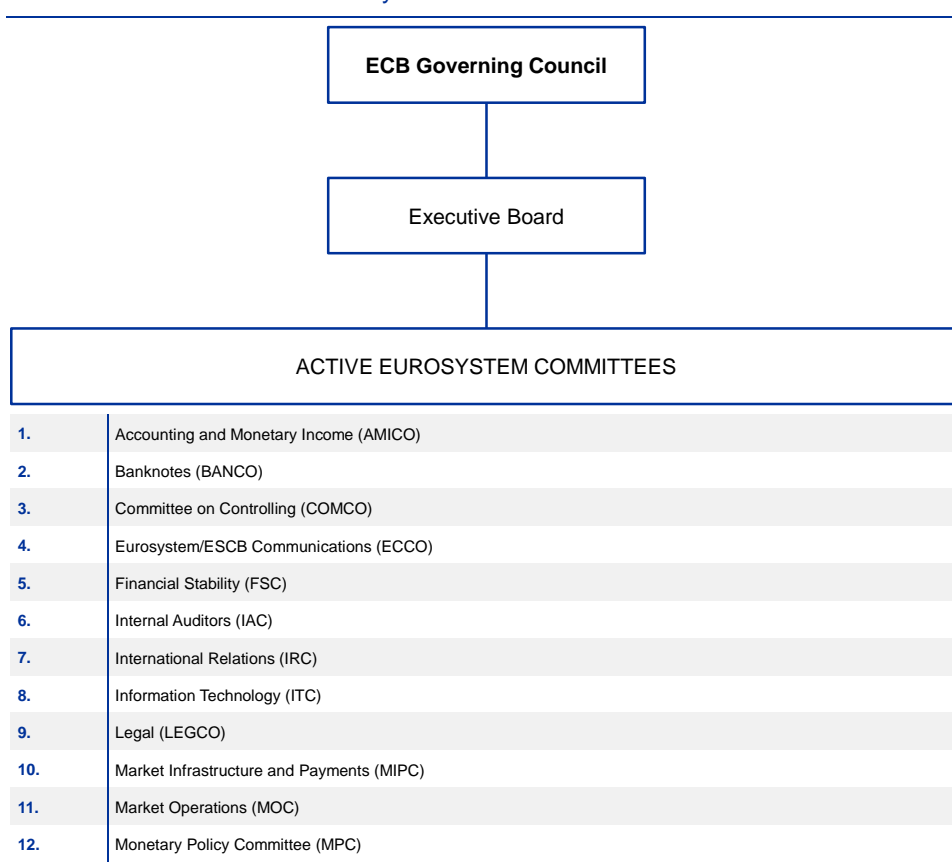 ECB Governing Council
Executive Board
ACTIVE EUROSYSTEM COMMITTEES
1. Accounting and Monetary Income (AMICO)
2. Banknotes (BANCO)
3. Committee on Controlling (COMCO)
4. Eurosystem/ESCB Communications (ECCO)
5. Financial Stability (FSC)
6. Internal Auditors (IAC)
7. International Relations (IRC)
8. Information Technology (ITC)
9. Legal (LEGCO)
10. Market Infrastructure and Payments (MIPC)
11. Market Operations (MOC)
12. Monetary Policy Committee (MPC)